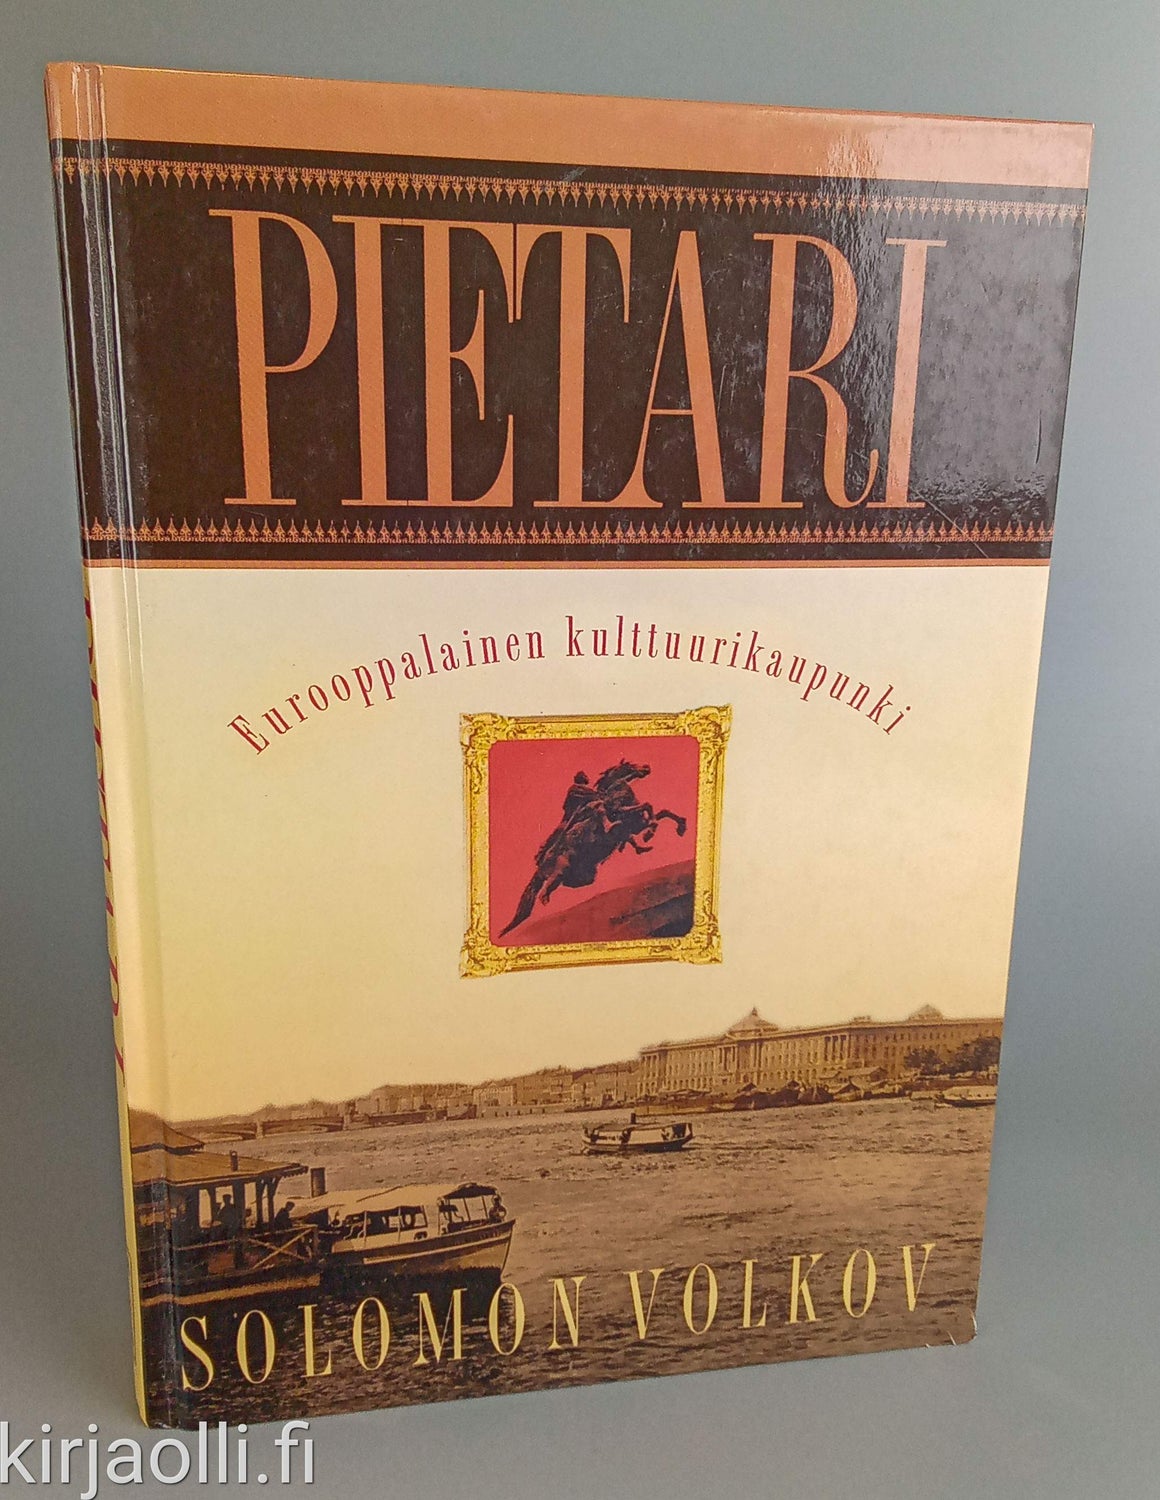 PIETARI
Eurooppalainen kulttuurikaupunki
SOLOMON VOLKOV
kirjaolli.fi